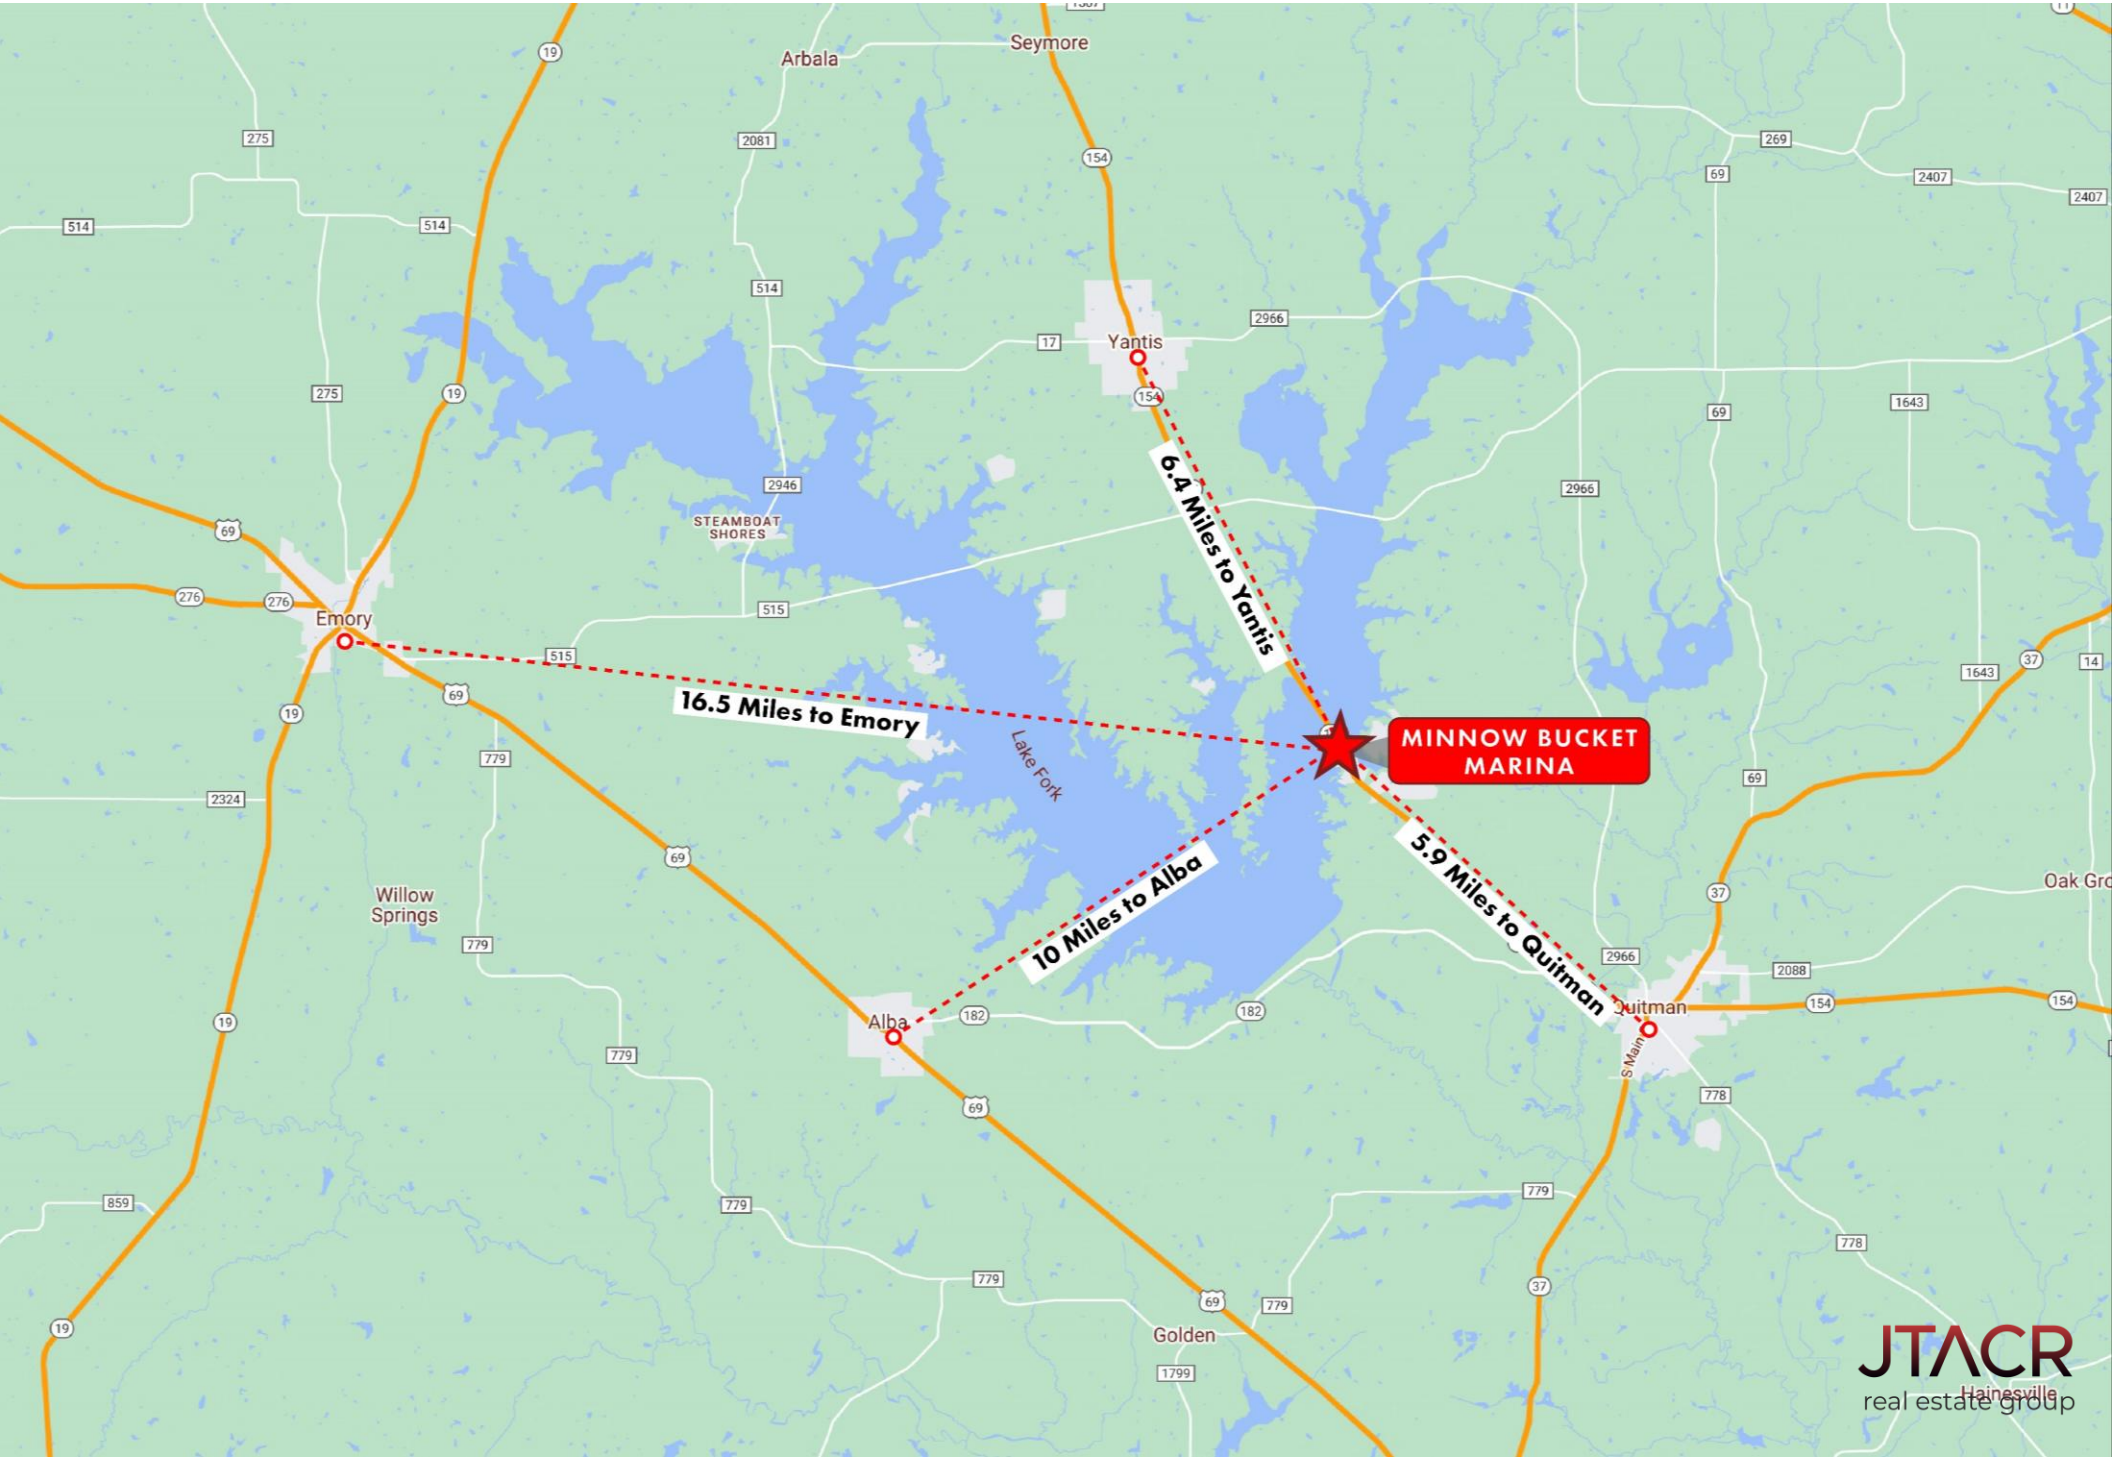 1507
11
19
Seymore
Arbala
275
2081
154
269
69
2407
2407
514
514
514
2966
17
Yantis
275
19
154
1643
69
2946
2966
6.4 Miles to Yantis
STEAMBOAT
SHORES
69
276
276
Emory
515
515
37
14
1643
69
16.5 Miles to Emory
19
Lake Fork
MINNOW BUCKET
MARINA
779
2324
69
69
5.9 Miles to Quitman
10 Miles to Alba
Willow
Springs
37
Oak Gro
779
2966
2088
Quitman
154
154
182
182
Alba
19
S Main
779
69
778
859
779
779
778
779
37
69
779
19
Golden
1799
JTACR
Hainesville
real estate group